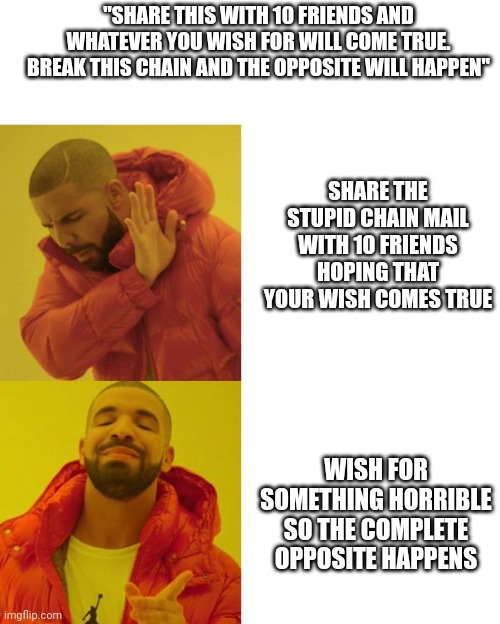 "SHARE THIS WITH 10 FRIENDS AND
WHATEVER YOU WISH FOR WILL COME TRUE.
BREAK THIS CHAIN AND THE OPPOSITE WILL HAPPEN"
SHARE THE
STUPID CHAIN MAIL
WITH 10 FRIENDS
HOPING THAT
YOUR WISH COMES TRUE
WISH FOR
SOMETHING HORRIBLE
SO THE COMPLETE
OPPOSITE HAPPENS
imgflip.com